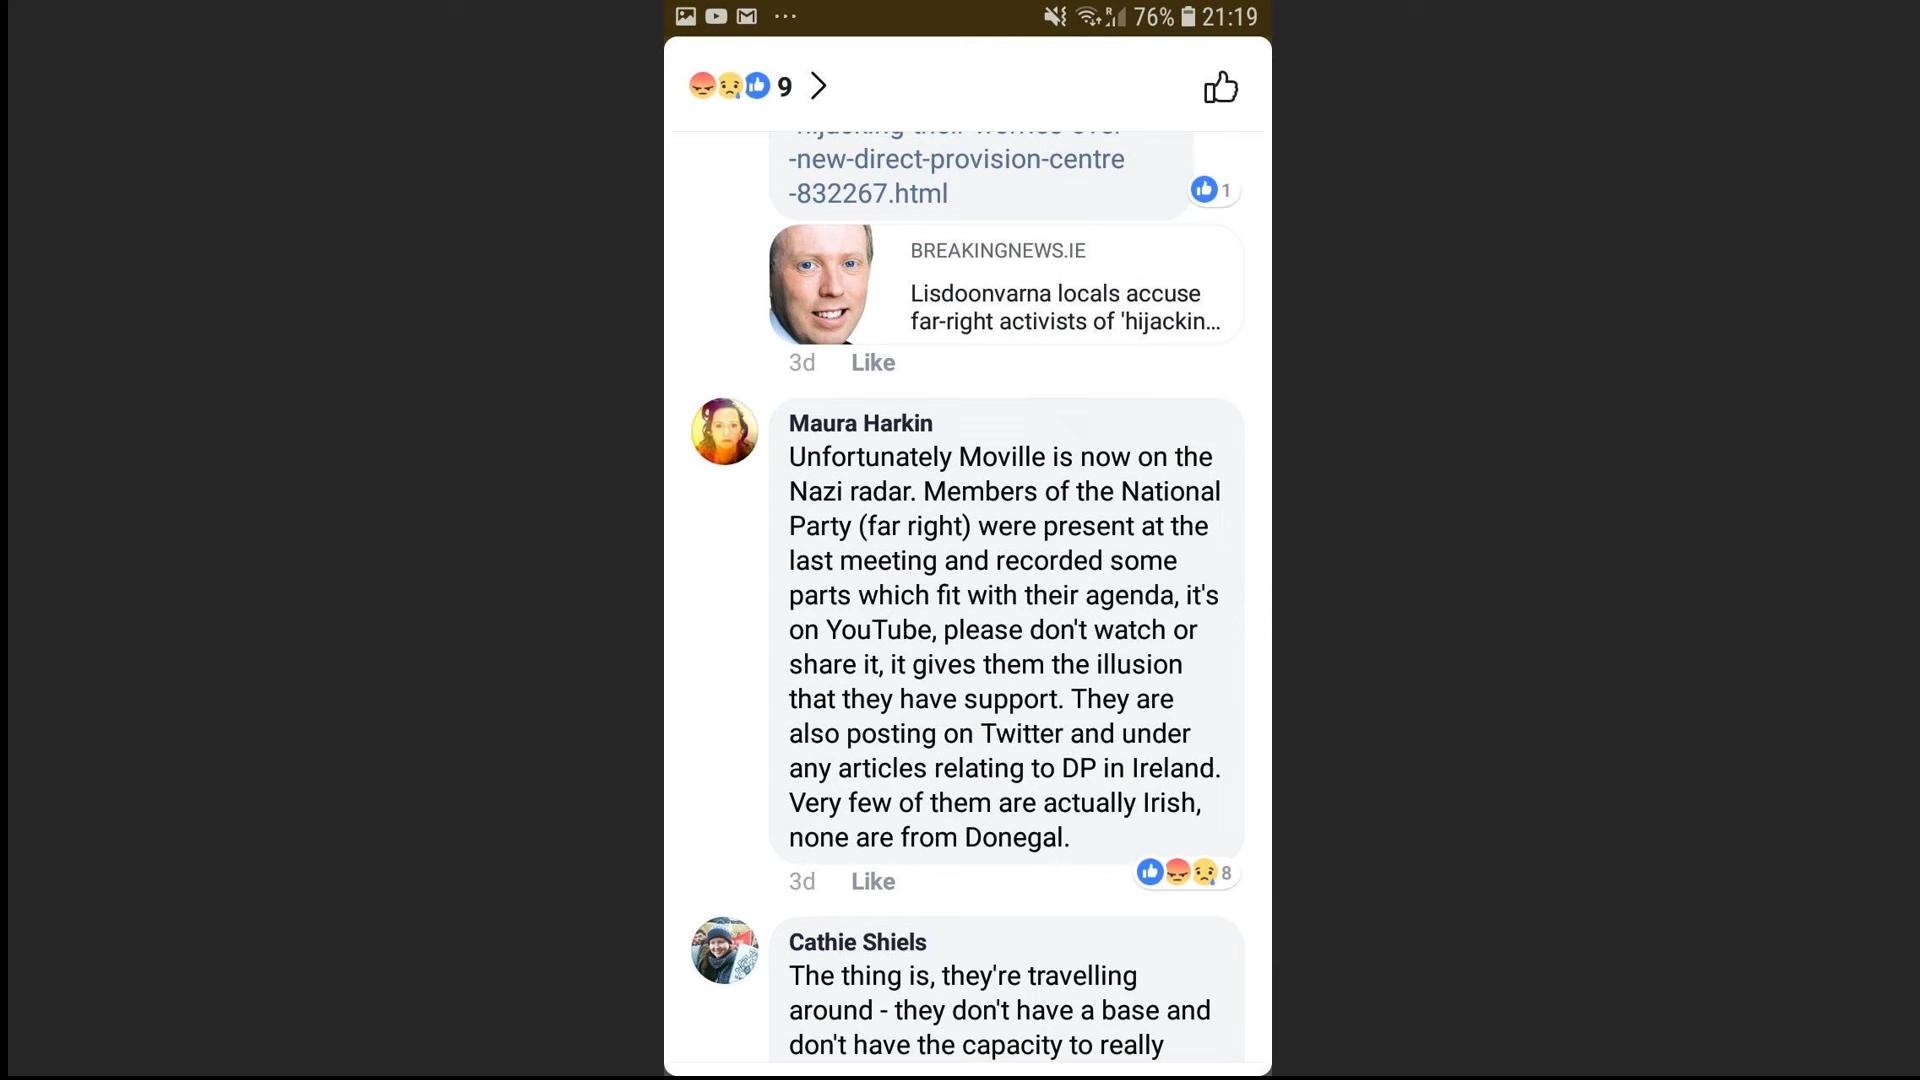 76% 21:19
9
-hijacking-their-worries-over
-new-direct-provision-centre
-832267.html
1
BREAKINGNEWS.IE
Lisdoonvarna locals accuse
far-right activists of 'hijackin...
3d Like
Maura Harkin
Unfortunately Moville is now on the
Nazi radar. Members of the National
Party (far right) were present at the
last meeting and recorded some
parts which fit with their agenda, it's
on YouTube, please don't watch or
share it, it gives them the illusion
that they have support. They are
also posting on Twitter and under
any articles relating to DP in Ireland.
Very few of them are actually Irish,
none are from Donegal.
3d Like 8
Cathie Shiels
The thing is, they're travelling
around - they don't have a base and
don't have the capacity to really